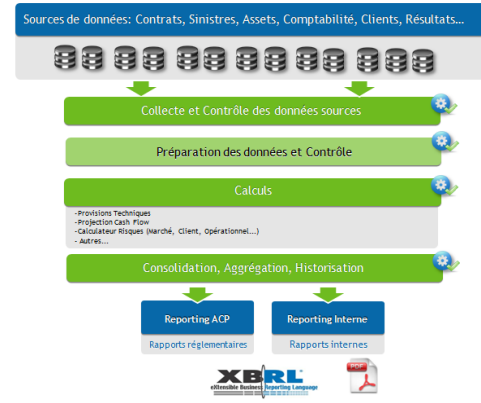 Sources de données: Contrats, Sinistres, Assets, Comptabilité, Clients, Résultats...
Collecte et Contrôle des données sources
Préparation des données et Contrôle
Calculs
-Provisions Techniques
-Projection Cash Flow
-Calculateur Risques (Marché, Client, Opérationnel...)
- Autres...
Consolidation, Aggrégation, Historisation
Reporting ACP
Reporting Interne
Rapports réglementaires
Rapports internes
XBRL
eXtensible Business Reporting Language
PDF